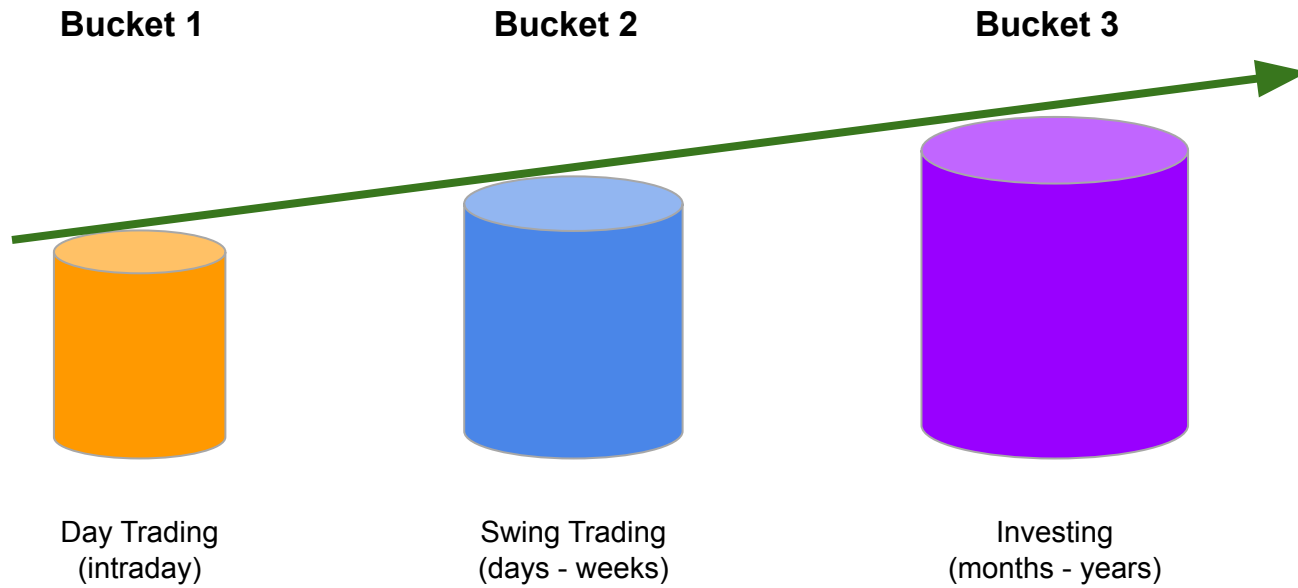 Bucket 1
Bucket 2
Bucket 3
Day Trading
(intraday)
Swing Trading
(days - weeks)
Investing
(months - years)